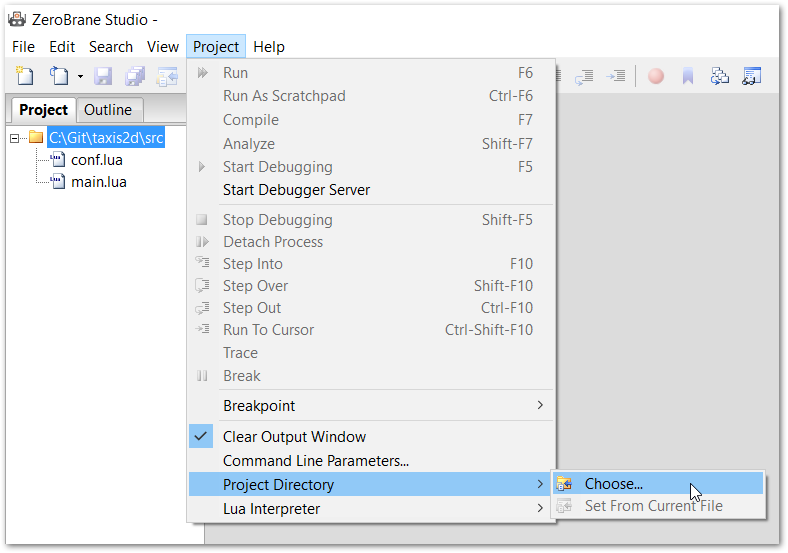 ZeroBrane Studio -
File Edit Search View Project Help
Project Outline
C:\Git\taxis2d\src
conf.lua
main.lua
Run F6
Run As Scratchpad Ctrl-F6
Compile F7
Analyze Shift-F7
Start Debugging F5
Start Debugger Server
Stop Debugging Shift-F5
Detach Process
Step Into F10
Step Over Shift-F10
Step Out Ctrl-F10
Run To Cursor Ctrl-Shift-F10
Trace
Break
Breakpoint
Clear Output Window
Command Line Parameters...
Project Directory
Lua Interpreter
Choose...
Set From Current File